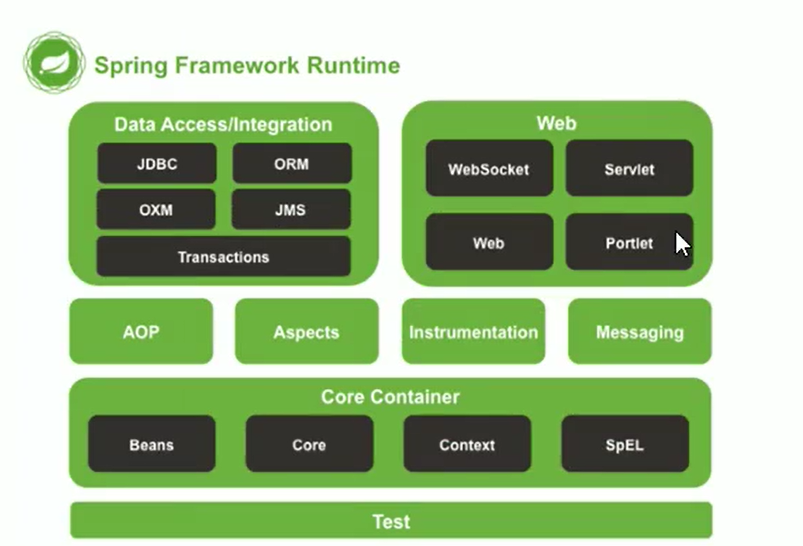 Spring Framework Runtime
Data Access/Integration
JDBC ORM
OXM JMS
Transactions
Web
WebSocket Servlet
Web Portlet
AOP Aspects Instrumentation Messaging
Core Container
Beans Core Context SpEL
Test